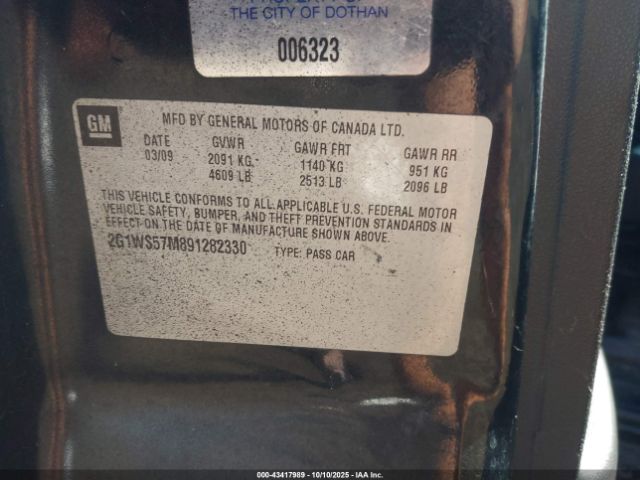 THE CITY OF DOTHAN
006323
GM
MFD BY GENERAL MOTORS OF CANADA LTD.
DATE GVWR GAWR FRT GAWR RR
03/09 2091 KG 1140 KG 951 KG
4609 LB 2513 LB 2096 LB
THIS VEHICLE CONFORMS TO ALL APPLICABLE U.S. FEDERAL MOTOR
VEHICLE SAFETY, BUMPER, AND THEFT PREVENTION STANDARDS IN
EFFECT ON THE DATE OF MANUFACTURE SHOWN ABOVE.
2G1WS57M891282330 TYPE: PASS CAR
000-43417989 - 10/10/2025 - IAAI.COM